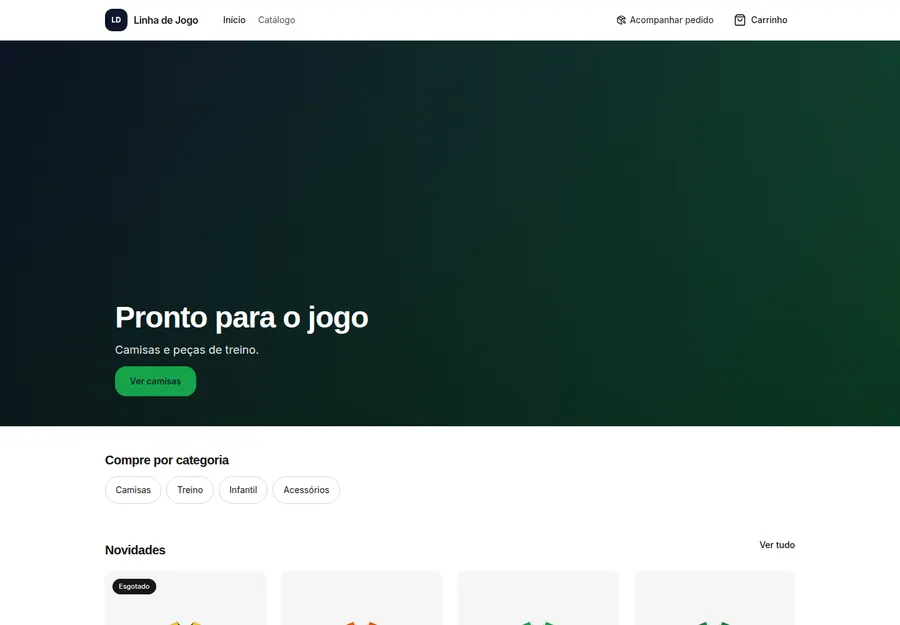 LD Linha de Jogo Início Catálogo Acompanhar pedido Carrinho
Pronto para o jogo
Camisas e peças de treino.
Ver camisas
Compre por categoria
Camisas Treino Infantil Acessórios
Novidades Ver tudo
Esgotado